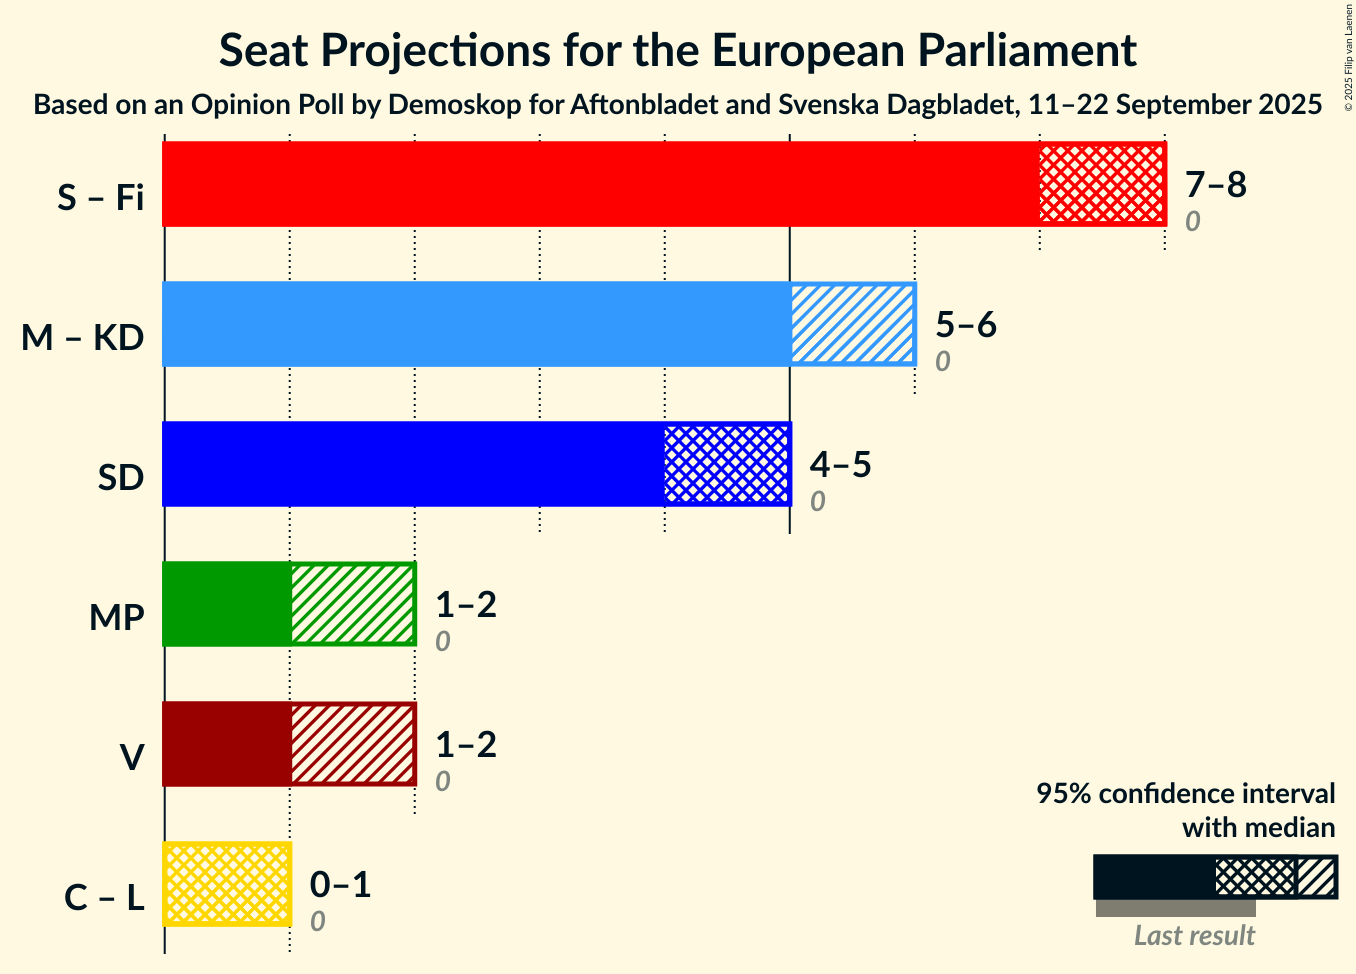 Seat Projections for the European Parliament
Based on an Opinion Poll by Demoskop for Aftonbladet and Svenska Dagbladet, 11–22 September 2025
© 2025 Filip van Laenen
S – Fi
7–8
0
M – KD
5–6
0
SD
4–5
0
MP
1–2
0
V
1–2
0
C – L
0–1
0
95% confidence interval
with median
Last result